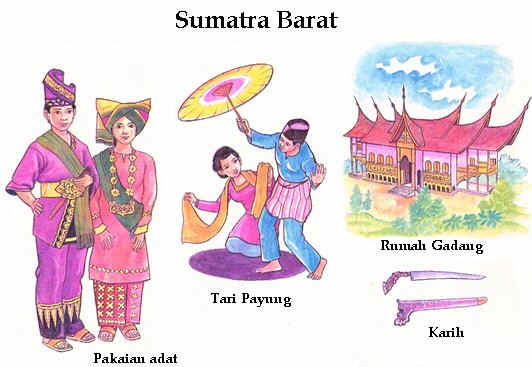 Sumatra Barat
Rumah Gadang
Tari Payung
Karih
Pakaian adat